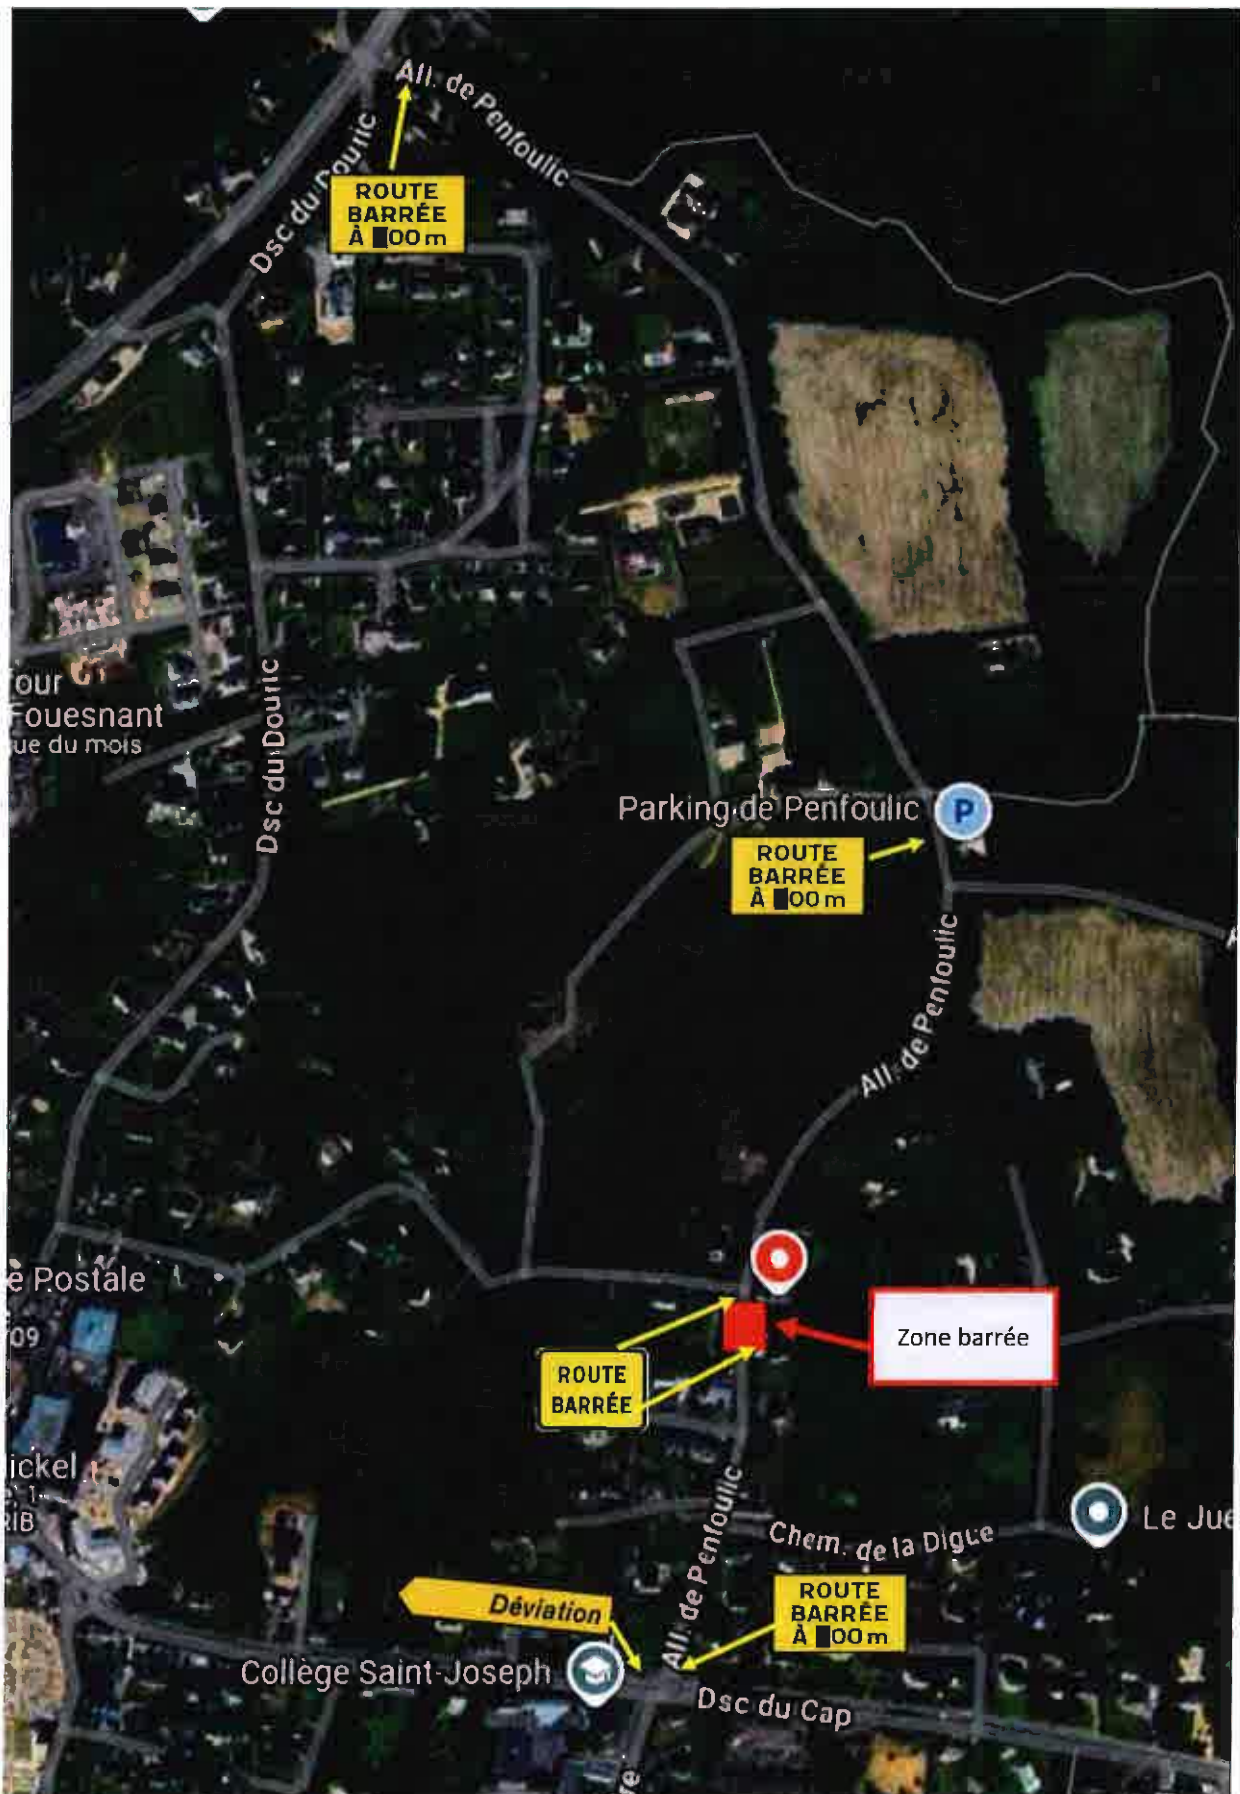 All. de Penfoulic
Dsc du Douric
ROUTE
BARRÉE
À 00 m
our
Fouesnant
ue du mois
Dsc du Douric
Parking de Penfoulic
P
ROUTE
BARRÉE
À 00 m
All. de Penfoulic
e Postale
09
Zone barrée
ROUTE
BARRÉE
ickel
RIB
All. de Penfoulic
Chem. de la Digue
Le Jue
Déviation
ROUTE
BARRÉE
À 00 m
Collège Saint-Joseph
Dsc du Cap
re